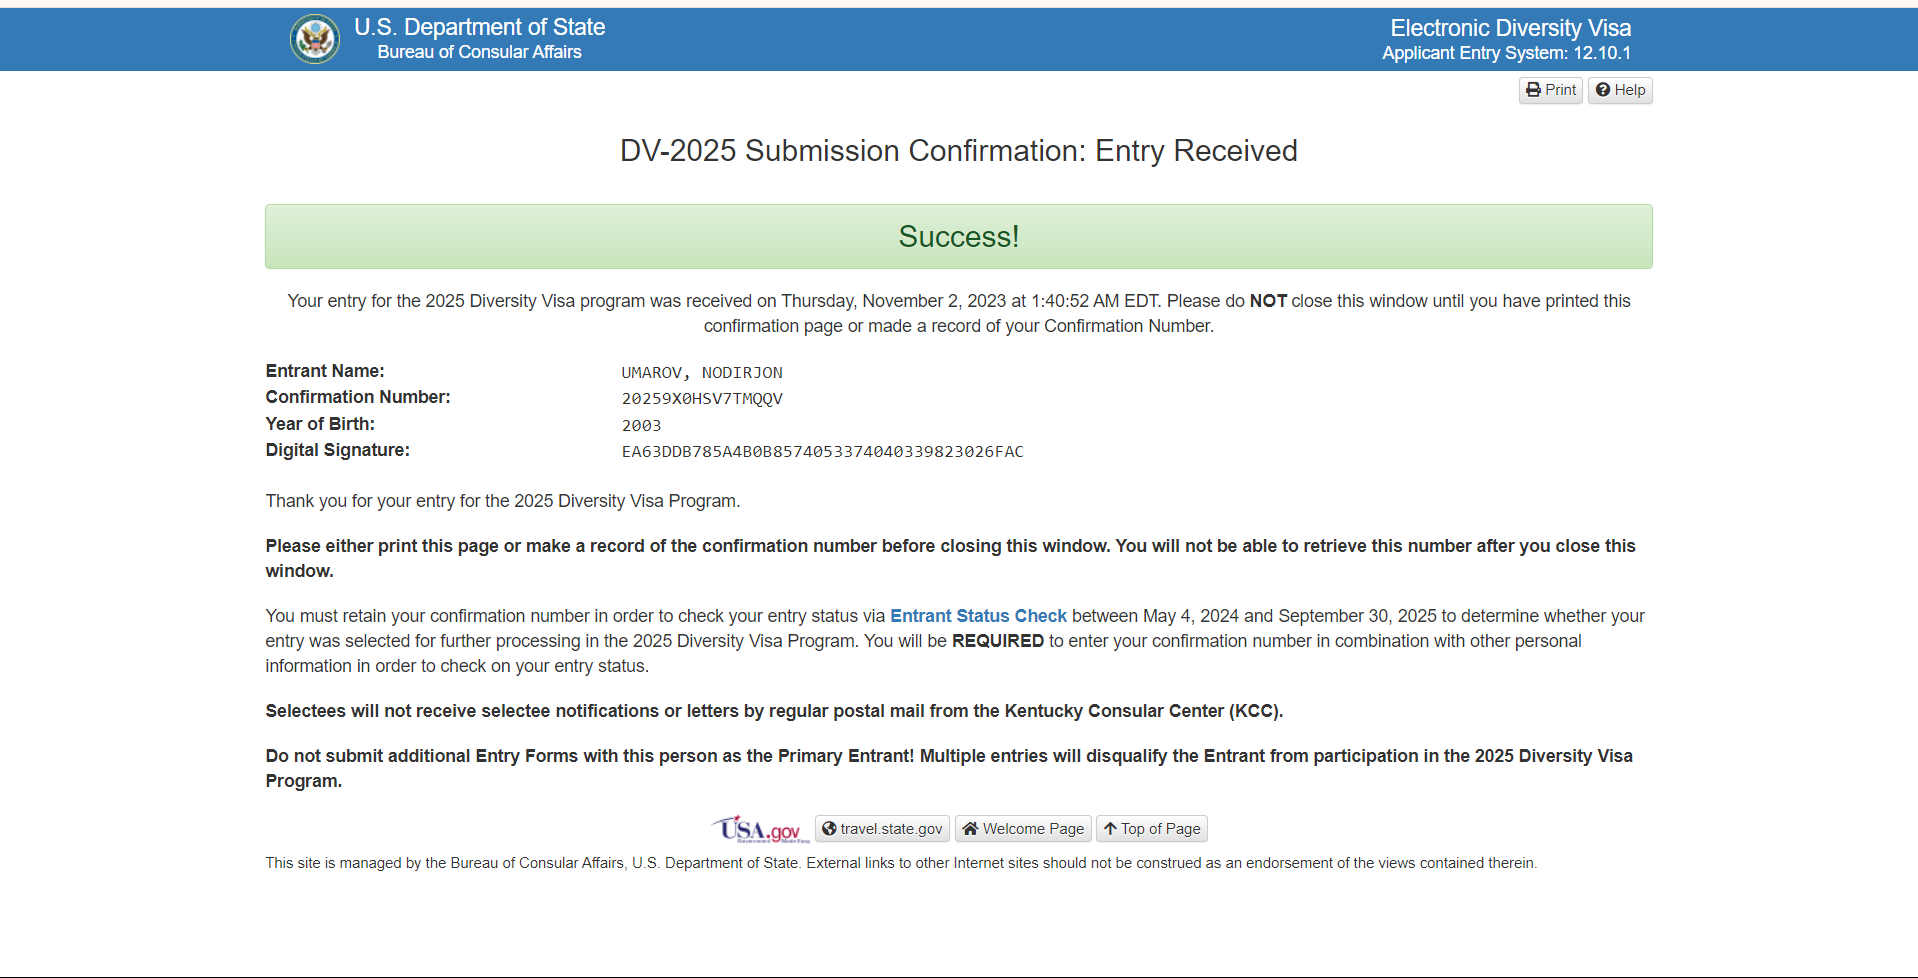 U.S. Department of State
Bureau of Consular Affairs
Electronic Diversity Visa
Applicant Entry System: 12.10.1
Print Help
DV-2025 Submission Confirmation: Entry Received
Success!
Your entry for the 2025 Diversity Visa program was received on Thursday, November 2, 2023 at 1:40:52 AM EDT. Please do NOT close this window until you have printed this
confirmation page or made a record of your Confirmation Number.
Entrant Name: UMAROV, NODIRJON
Confirmation Number: 20259X0HSV7TMQQV
Year of Birth: 2003
Digital Signature: EA63DDB785A4B0B8574053374040339823026FAC
Thank you for your entry for the 2025 Diversity Visa Program.
Please either print this page or make a record of the confirmation number before closing this window. You will not be able to retrieve this number after you close this
window.
You must retain your confirmation number in order to check your entry status via Entrant Status Check between May 4, 2024 and September 30, 2025 to determine whether your
entry was selected for further processing in the 2025 Diversity Visa Program. You will be REQUIRED to enter your confirmation number in combination with other personal
information in order to check on your entry status.
Selectees will not receive selectee notifications or letters by regular postal mail from the Kentucky Consular Center (KCC).
Do not submit additional Entry Forms with this person as the Primary Entrant! Multiple entries will disqualify the Entrant from participation in the 2025 Diversity Visa
Program.
USA.gov travel.state.gov Welcome Page Top of Page
This site is managed by the Bureau of Consular Affairs, U.S. Department of State. External links to other Internet sites should not be construed as an endorsement of the views contained therein.